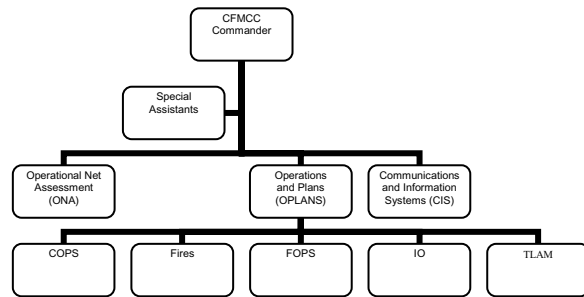 CFMCC
Commander
Special
Assistants
Operational Net
Assessment
(ONA)
Operations
and Plans
(OPLANS)
Communications
and Information
Systems (CIS)
COPS
Fires
FOPS
IO
TLAM